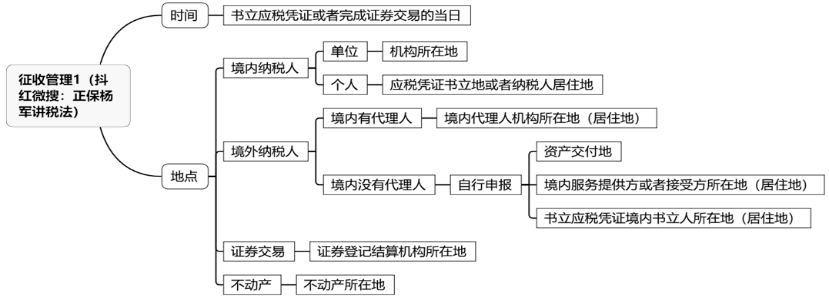 征收管理1（抖
红微搜：正保杨
军讲税法）
时间
书立应税凭证或者完成证券交易的当日
地点
境内纳税人
单位
机构所在地
个人
应税凭证书立地或者纳税人居住地
境外纳税人
境内有代理人
境内代理人机构所在地（居住地）
境内没有代理人
自行申报
资产交付地
境内服务提供方或者接受方所在地（居住地）
书立应税凭证境内书立人所在地（居住地）
证券交易
证券登记结算机构所在地
不动产
不动产所在地